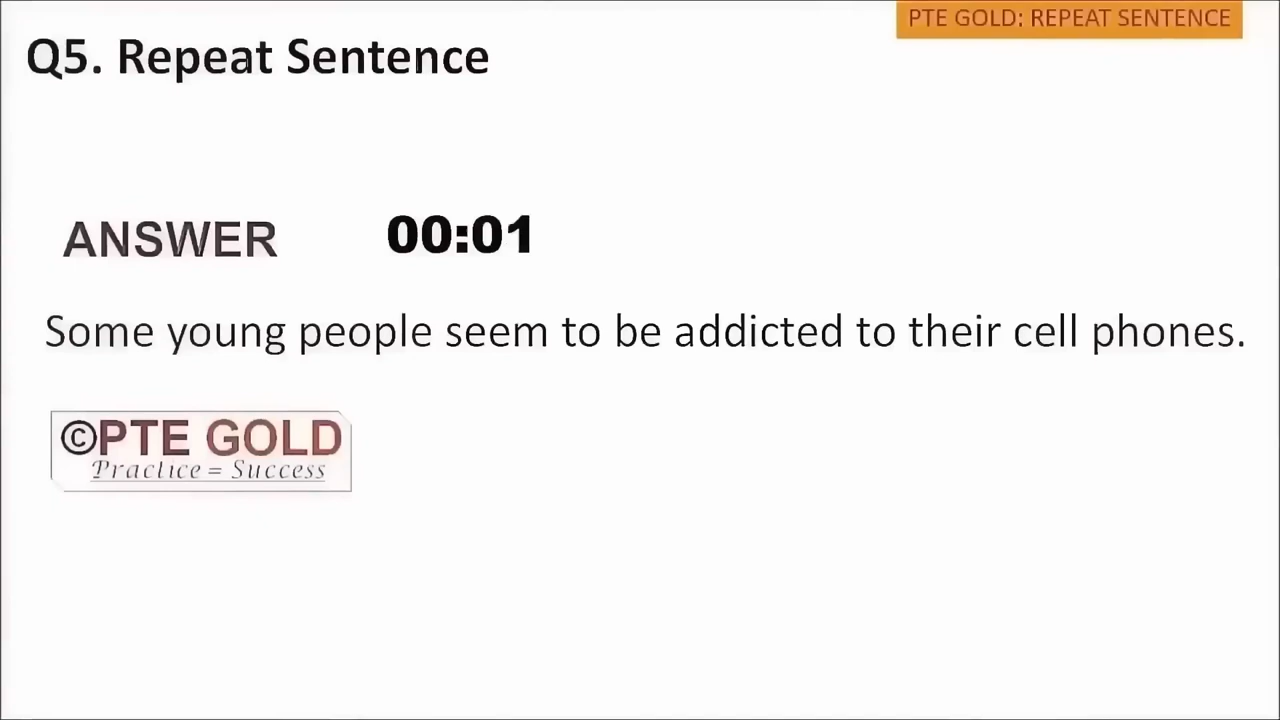 PTE GOLD: REPEAT SENTENCE
Q5. Repeat Sentence
ANSWER 00:01
Some young people seem to be addicted to their cell phones.
©PTE GOLD
Practice = Success